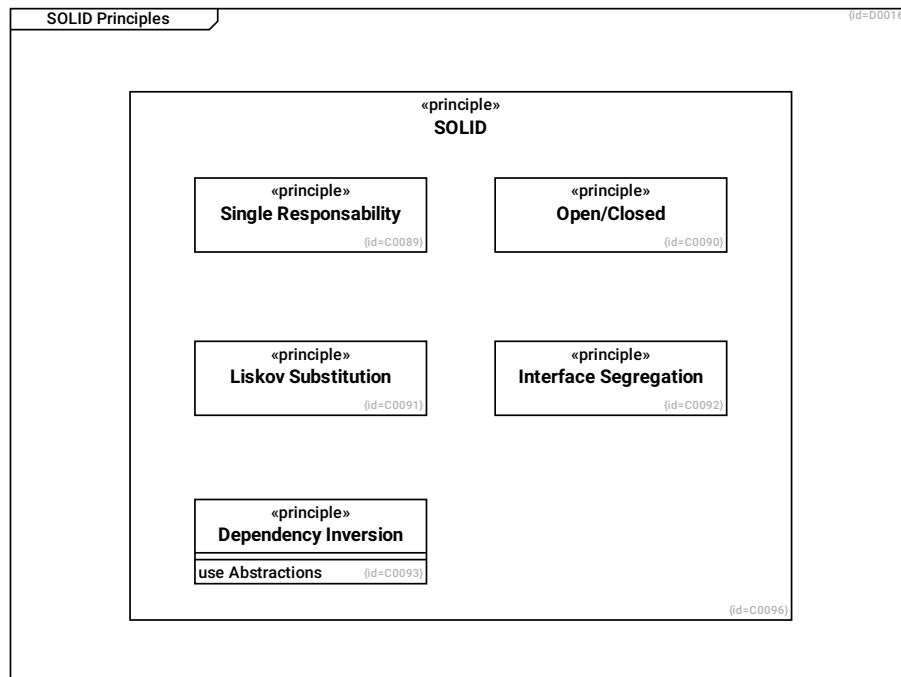 SOLID Principles
{id=D0016
«principle»
SOLID
«principle»
Single Responsability
{id=C0089}
«principle»
Open/Closed
{id=C0090}
«principle»
Liskov Substitution
{id=C0091}
«principle»
Interface Segregation
{id=C0092}
«principle»
Dependency Inversion
use Abstractions
{id=C0093}
{id=C0096}